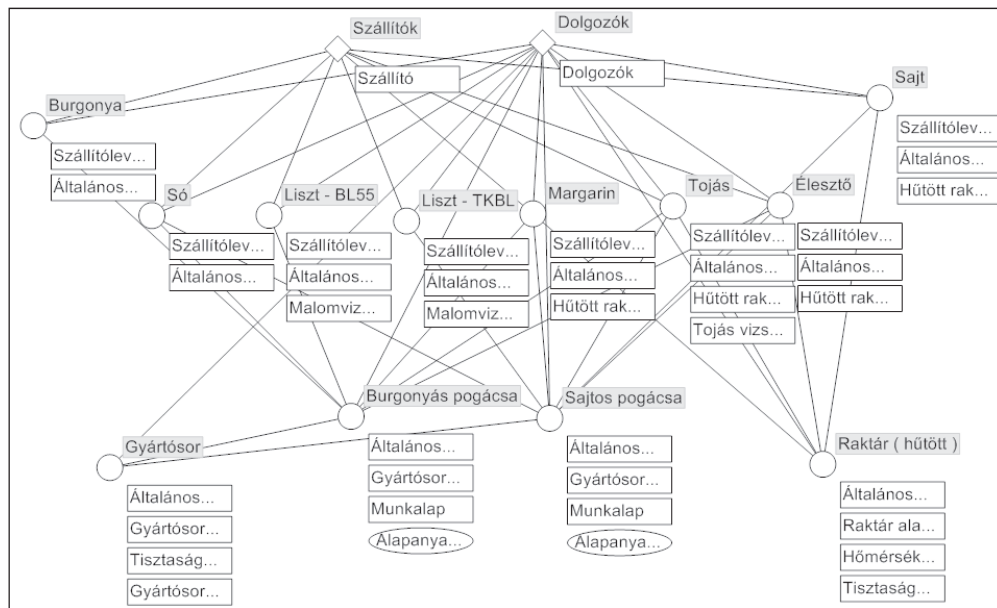 Szállítók
Dolgozók
Szállító
Dolgozók
Burgonya
Sajt
Szállítólev...
Általános...
Szállítólev...
Általános...
Hűtött rak...
Só
Liszt - BL55
Liszt - TKBL
Margarin
Tojás
Élesztő
Szállítólev...
Általános...
Szállítólev...
Általános...
Malomviz...
Szállítólev...
Általános...
Malomviz...
Szállítólev...
Általános...
Hűtött rak...
Szállítólev...
Általános...
Hűtött rak...
Tojás vizs...
Szállítólev...
Általános...
Hűtött rak...
Burgonyás pogácsa
Sajtos pogácsa
Gyártósor
Raktár ( hűtött )
Általános...
Gyártósor...
Tisztaság...
Gyártósor...
Általános...
Gyártósor...
Munkalap
Alapanya...
Általános...
Gyártósor...
Munkalap
Alapanya...
Általános...
Raktár ala...
Hőmérsék...
Tisztaság...